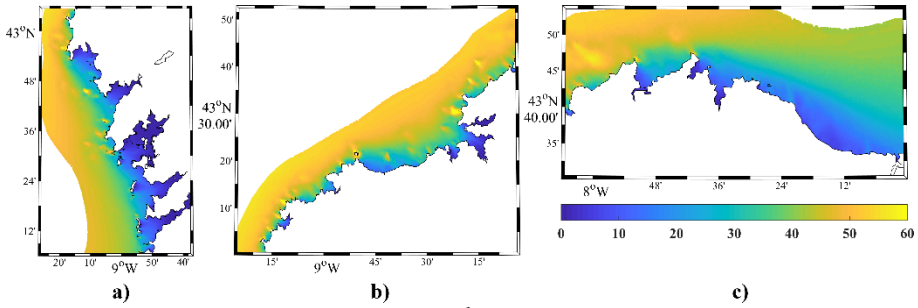 43°N
48'
36'
24'
12'
20' 10' 9°W 50' 40'
a)
50'
40'
43°N
30.00'
20'
10'
15' 9°W 45' 30' 15'
b)
50'
45'
43°N
40.00'
35'
8°W 48' 36' 24' 12'
0 10 20 30 40 50 60
c)